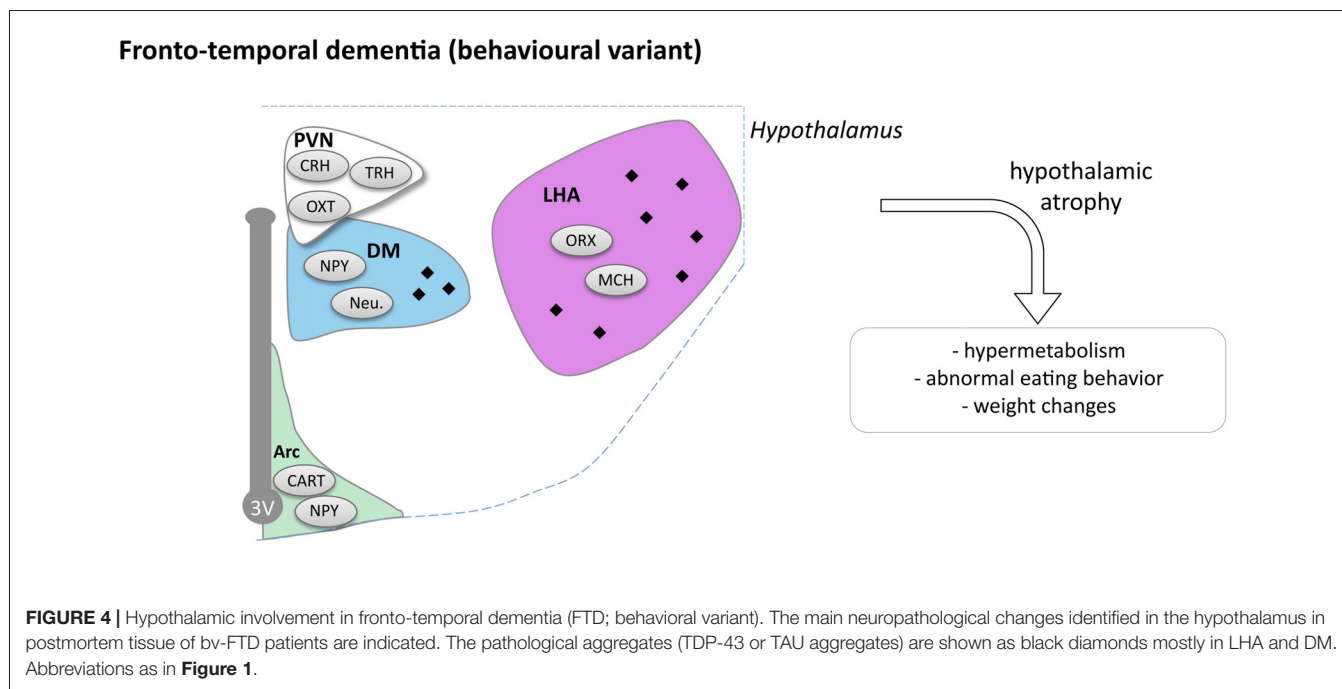 Fronto-temporal dementia (behavioural variant)
PVN
CRH
TRH
OXT
DM
NPY
Neu.
LHA
ORX
MCH
Hypothalamus
Arc
CART
NPY
3V
hypothalamic
atrophy
- hypermetabolism
- abnormal eating behavior
- weight changes
FIGURE 4 | Hypothalamic involvement in fronto-temporal dementia (FTD; behavioral variant). The main neuropathological changes identified in the hypothalamus in
postmortem tissue of bv-FTD patients are indicated. The pathological aggregates (TDP-43 or TAU aggregates) are shown as black diamonds mostly in LHA and DM.
Abbreviations as in Figure 1.